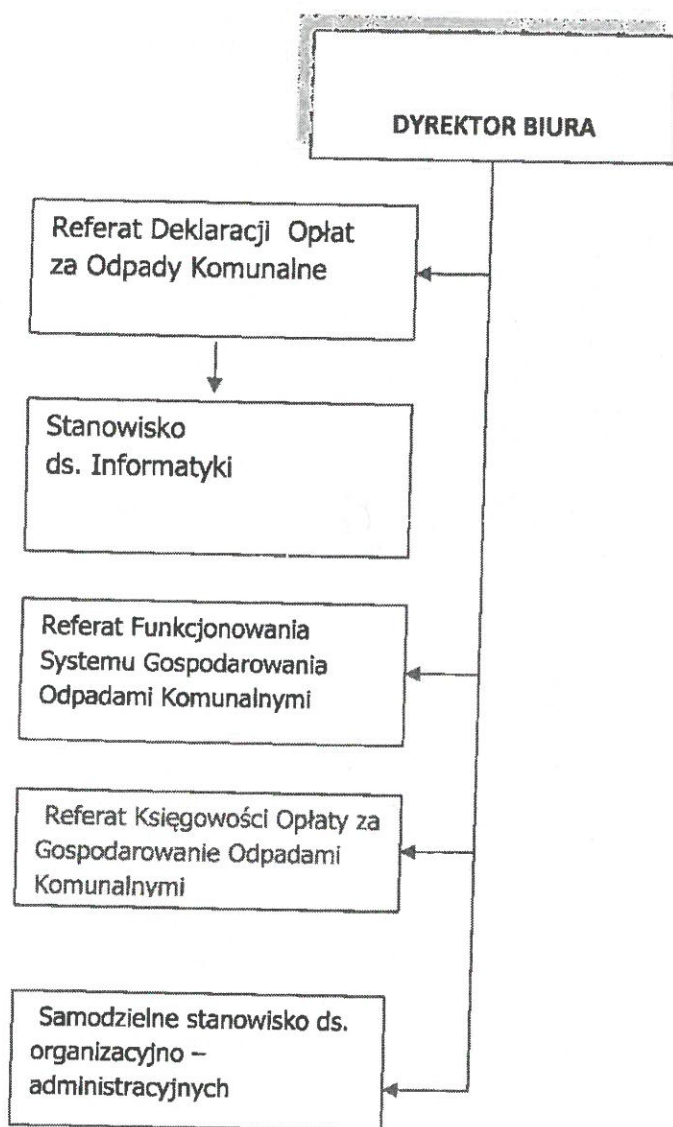 DYREKTOR BIURA
Referat Deklaracji Opłat
za Odpady Komunalne
Stanowisko
ds. Informatyki
Referat Funkcjonowania
Systemu Gospodarowania
Odpadami Komunalnymi
Referat Księgowości Opłaty za
Gospodarowanie Odpadami
Komunalnymi
Samodzielne stanowisko ds.
organizacyjno –
administracyjnych